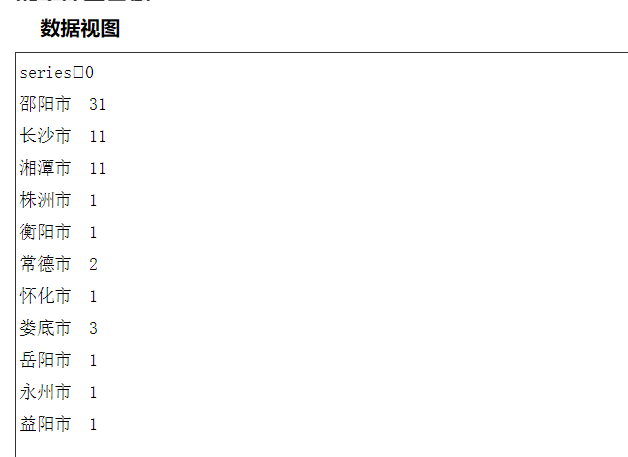 数据视图
series□0
邵阳市 31
长沙市 11
湘潭市 11
株洲市 1
衡阳市 1
常德市 2
怀化市 1
娄底市 3
岳阳市 1
永州市 1
益阳市 1